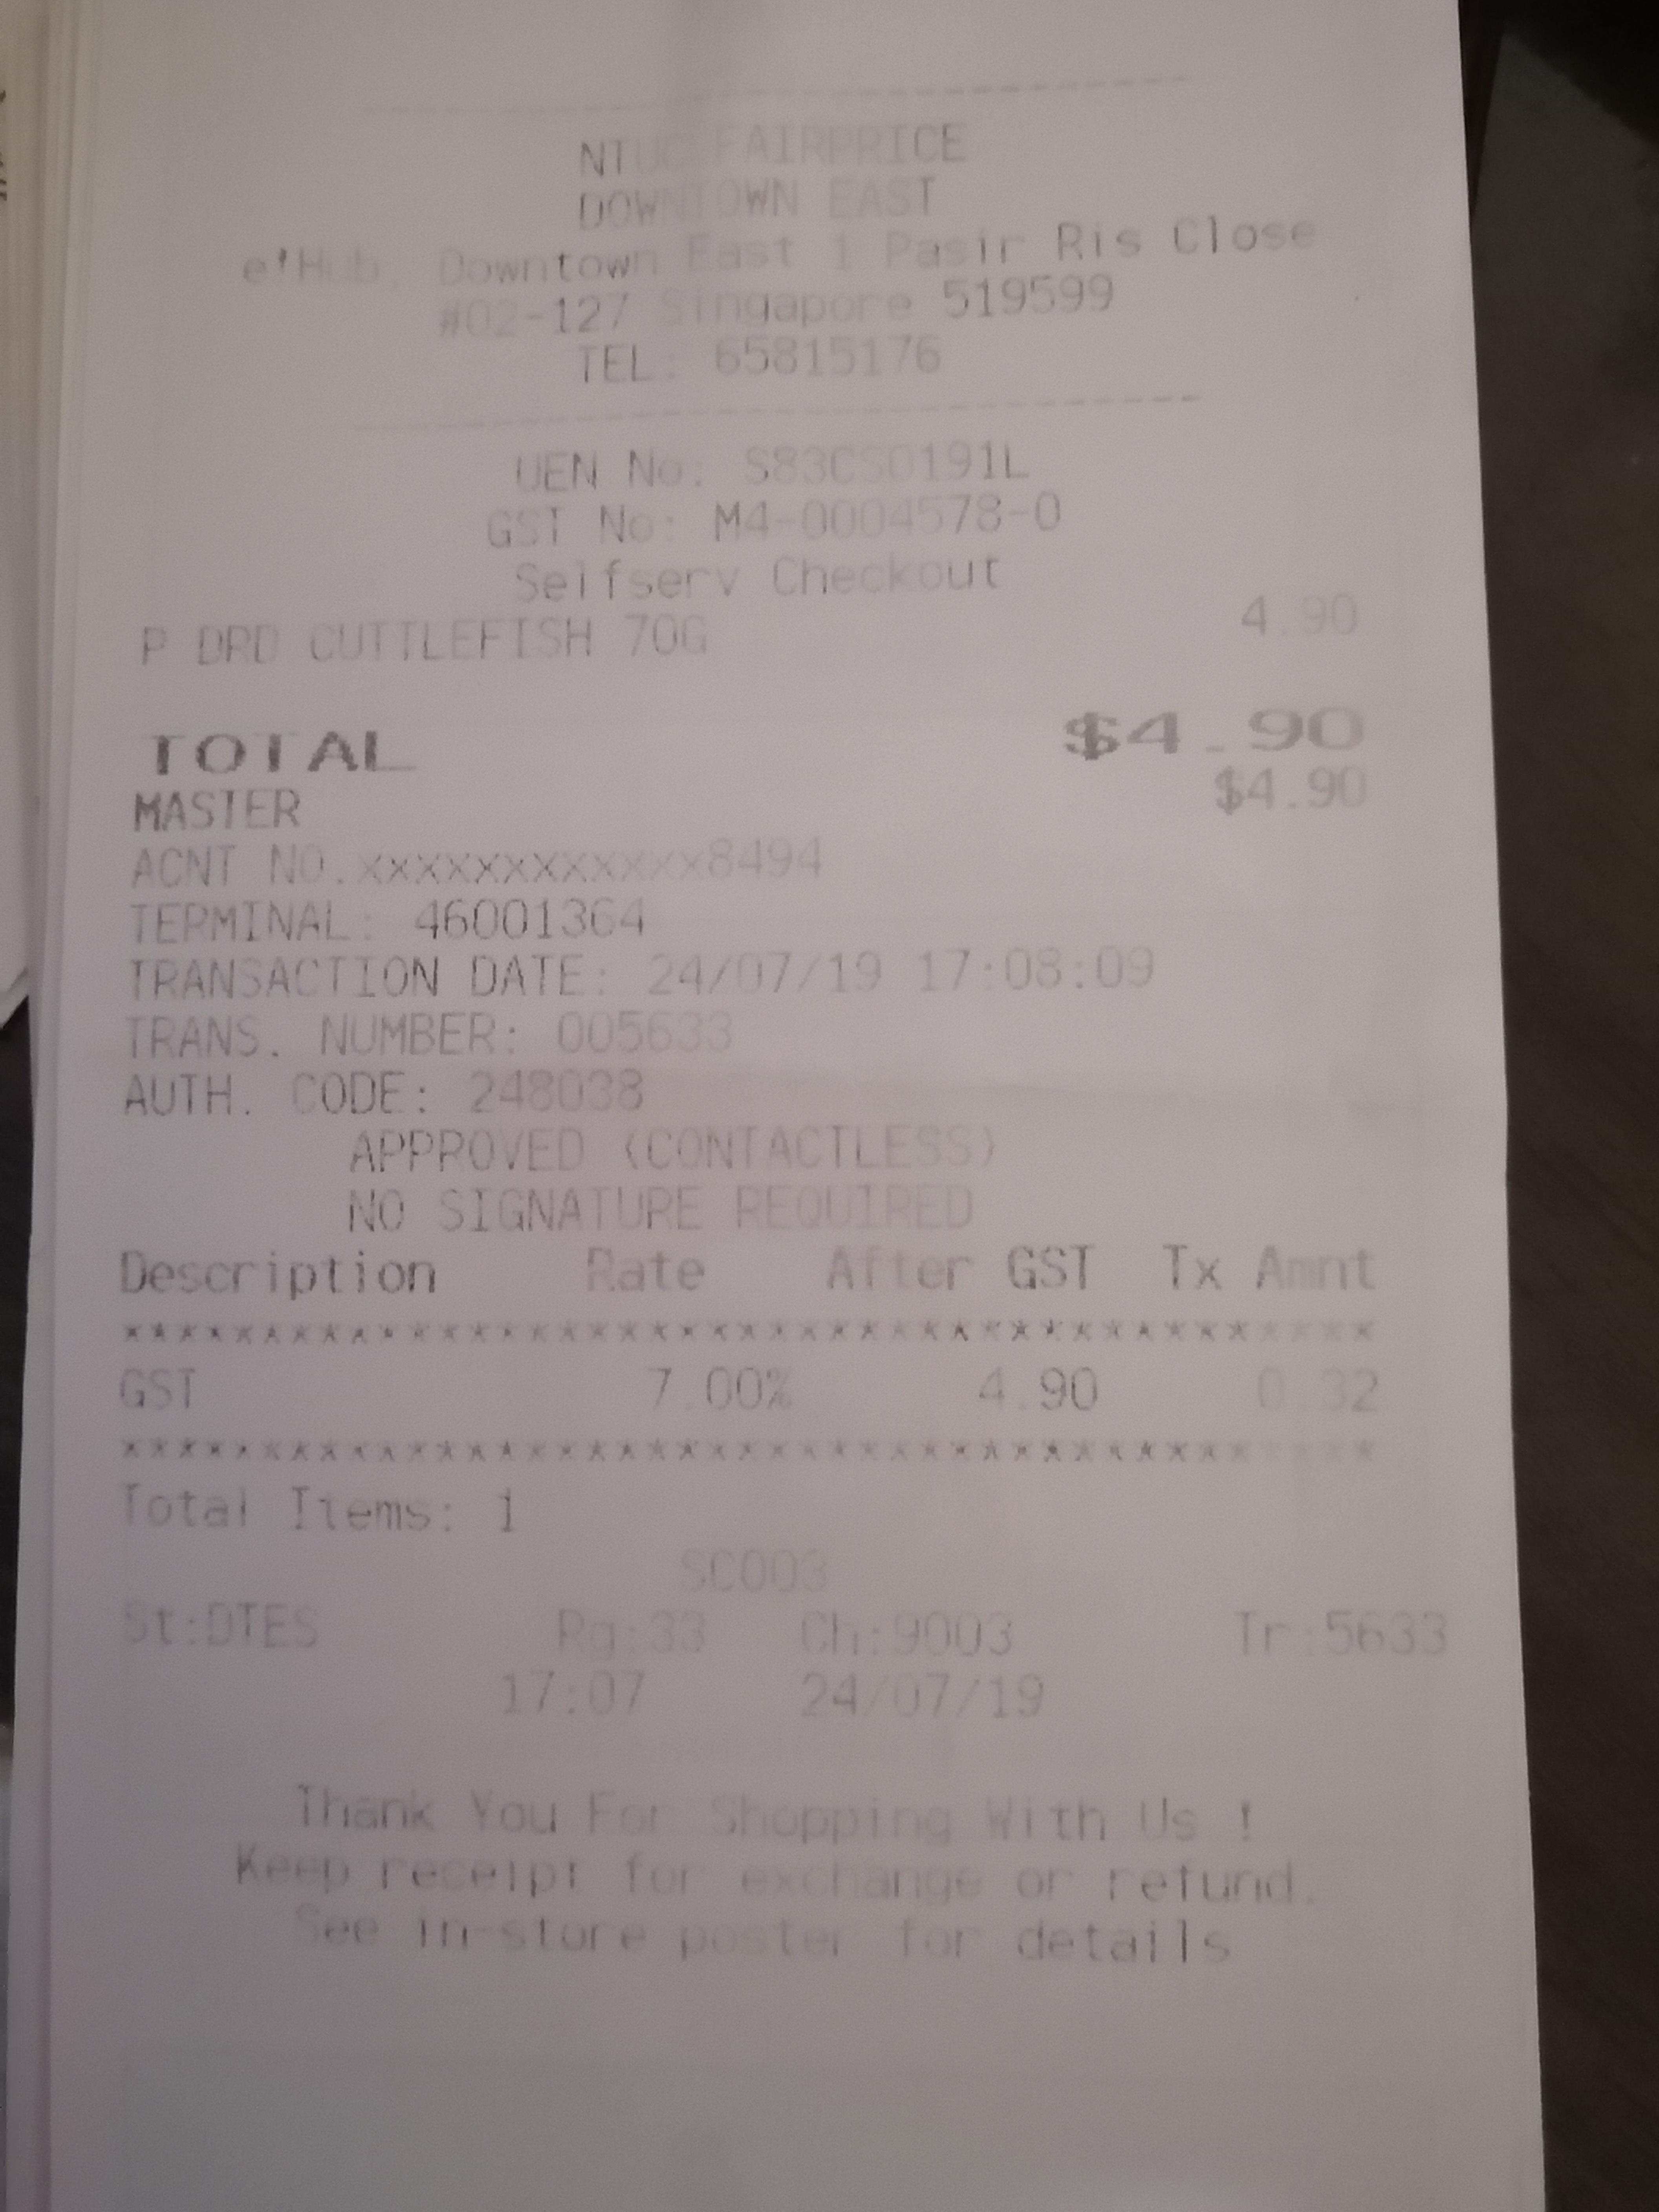 NTUC FAIRPRICE
DOWNTOWN EAST
e!Hub, Downtown East 1 Pasir Ris Close
#02-127 Singapore 519599
TEL: 65815176
UEN No: S83CS0191L
GST No: M4-0004578-0
Selfserv Checkout
P DRD CUTTLEFISH 70G 4.90
TOTAL $4.90
MASTER $4.90
ACNT NO.xxxxxxxxxxxx8494
TERMINAL: 46001364
TRANSACTION DATE: 24/07/19 17:08:09
TRANS. NUMBER: 005633
AUTH. CODE: 248038
APPROVED (CONTACTLESS)
NO SIGNATURE REQUIRED
Description Rate After GST Tx Amnt
********************************************
GST 7.00% 4.90 0.32
********************************************
Total Items: 1
SC003
St:DTES Rg:33 Ch:9003 Tr:5633
17:07 24/07/19
Thank You For Shopping With Us !
Keep receipt for exchange or refund.
See in-store poster for details